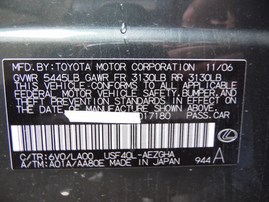 MFD. BY: TOYOTA MOTOR CORPORATION 11/06
GVWR 5445LB GAWR FR 3130LB RR 3130LB
THIS VEHICLE CONFORMS TO ALL
APPLICABLE FEDERAL MOTOR VEHICLE
SAFETY, BUMPER, AND THEFT
PREVENTION STANDARDS IN EFFECT ON
THE DATE OF MANUFACTURE SHOWN ABOVE.
017180 PASS.CAR
C/TR: 6V0/LA00 USF40L-AEZGHA
A/TM: A01A/AA80E MADE IN JAPAN 944 A